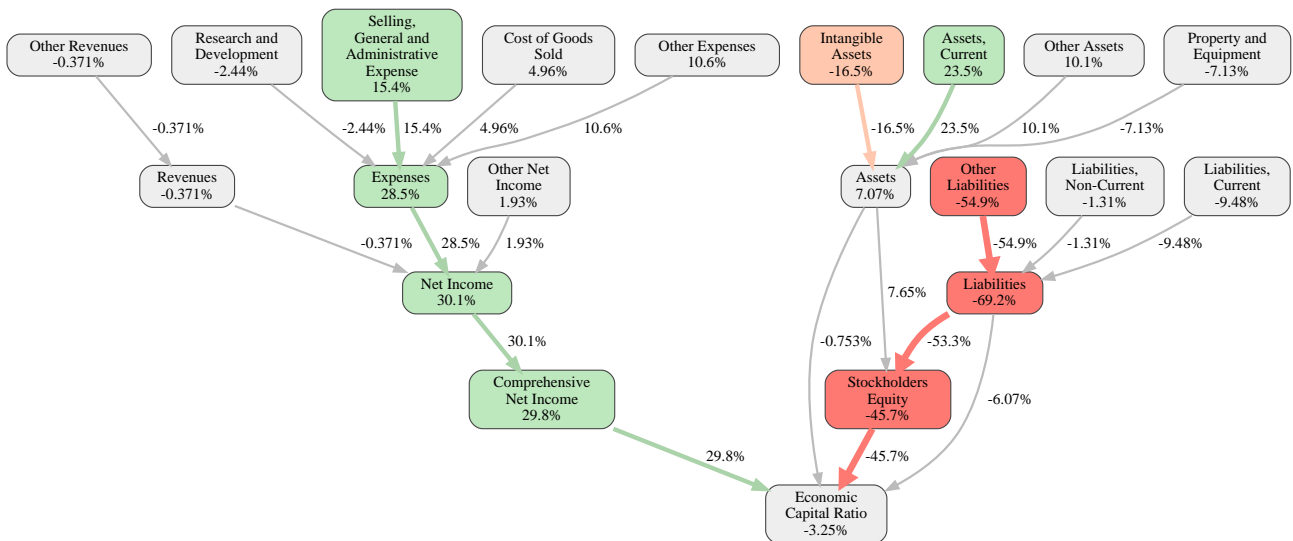 Other Revenues
-0.371%
Research and
Development
-2.44%
Selling,
General and
Administrative
Expense
15.4%
Cost of Goods
Sold
4.96%
Other Expenses
10.6%
Intangible
Assets
-16.5%
Assets,
Current
23.5%
Other Assets
10.1%
Property and
Equipment
-7.13%
-0.371%
-2.44%
15.4%
4.96%
10.6%
-16.5%
23.5%
10.1%
-7.13%
Revenues
-0.371%
Expenses
28.5%
Other Net
Income
1.93%
Assets
7.07%
Other
Liabilities
-54.9%
Liabilities,
Non-Current
-1.31%
Liabilities,
Current
-9.48%
-0.371%
28.5%
1.93%
-54.9%
-1.31%
-9.48%
Net Income
30.1%
7.65%
Liabilities
-69.2%
30.1%
-0.753%
-53.3%
Comprehensive
Net Income
29.8%
Stockholders
Equity
-45.7%
-6.07%
29.8%
-45.7%
Economic
Capital Ratio
-3.25%